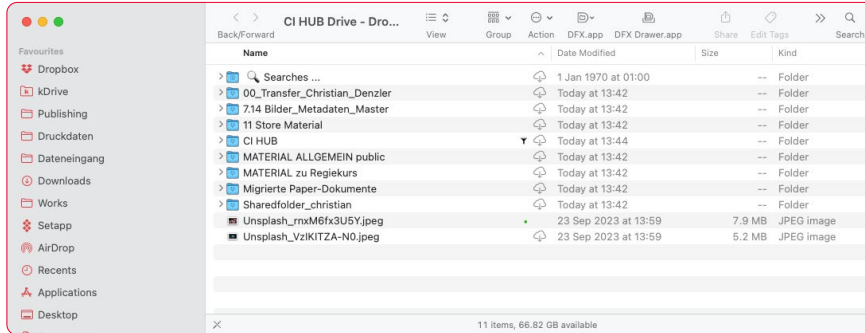 CI HUB Drive - Dro...
Back/Forward View Group Action DFX.app DFX Drawer.app Share Edit Tags Search
Favourites
Dropbox
kDrive
Publishing
Druckdaten
Dateneingang
Downloads
Works
Setapp
AirDrop
Recents
Applications
Desktop
Name Date Modified Size Kind
Searches ... 1 Jan 1970 at 01:00 -- Folder
00_Transfer_Christian_Denzler Today at 13:42 -- Folder
7.14 Bilder_Metadaten_Master Today at 13:42 -- Folder
11 Store Material Today at 13:42 -- Folder
CI HUB Today at 13:44 -- Folder
MATERIAL ALLGEMEIN public Today at 13:42 -- Folder
MATERIAL zu Regiekurs Today at 13:42 -- Folder
Migrierte Paper-Dokumente Today at 13:42 -- Folder
Sharedfolder_christian Today at 13:42 -- Folder
Unsplash_rnxM6fx3U5Y.jpeg 23 Sep 2023 at 13:59 7.9 MB JPEG image
Unsplash_VzIKITZA-N0.jpeg 23 Sep 2023 at 13:59 5.2 MB JPEG image
11 items, 66.82 GB available